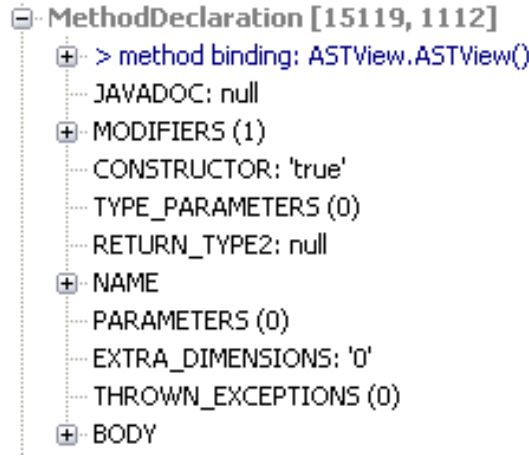 MethodDeclaration [15119, 1112]
> method binding: ASTView.ASTView()
JAVADOC: null
MODIFIERS (1)
CONSTRUCTOR: 'true'
TYPE_PARAMETERS (0)
RETURN_TYPE2: null
NAME
PARAMETERS (0)
EXTRA_DIMENSIONS: '0'
THROWN_EXCEPTIONS (0)
BODY